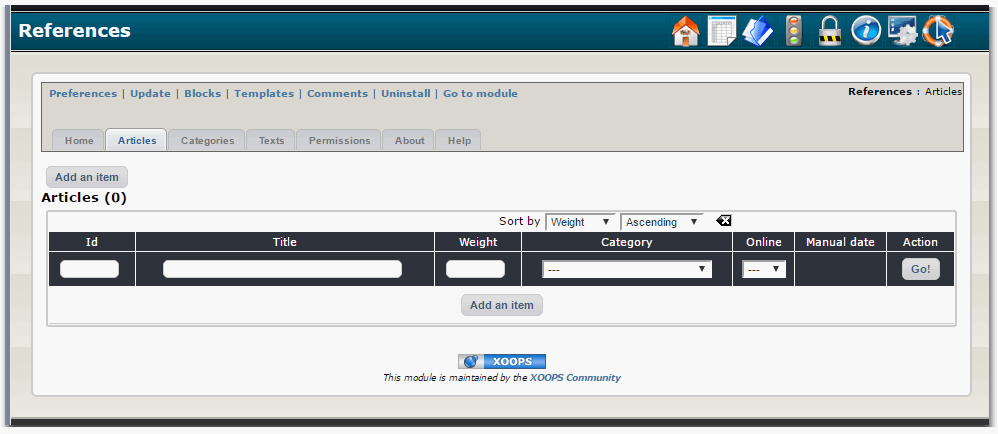 References
Preferences | Update | Blocks | Templates | Comments | Uninstall | Go to module
References : Articles
Home Articles Categories Texts Permissions About Help
Add an item
Articles (0)
Sort by Weight Ascending
Id Title Weight Category Online Manual date Action
--- --- Go!
Add an item
XOOPS
This module is maintained by the XOOPS Community